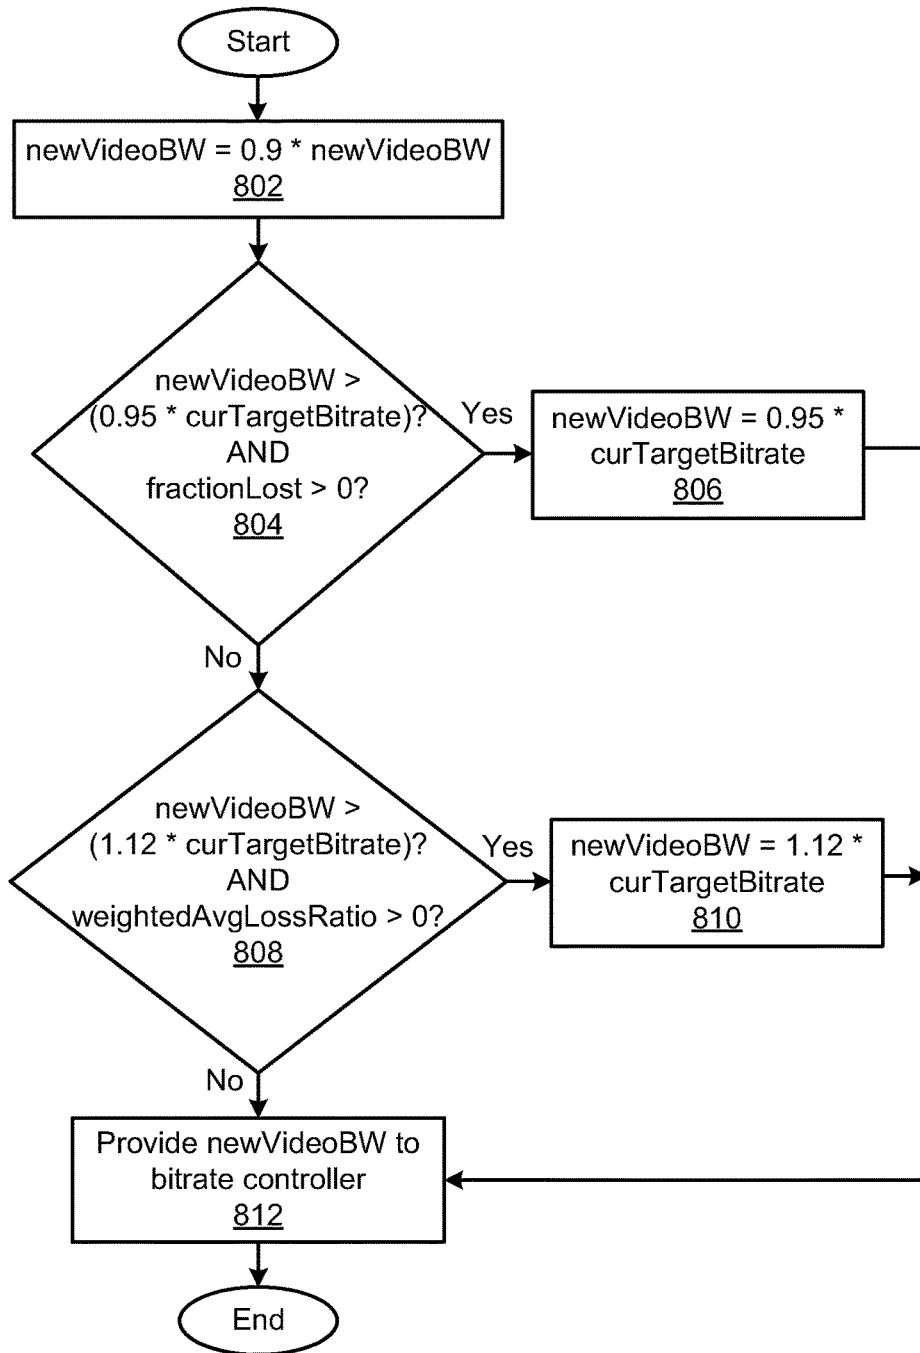 Start
newVideoBW = 0.9 * newVideoBW
802
newVideoBW >
(0.95 * curTargetBitrate)?
AND
fractionLost > 0?
804
Yes
newVideoBW = 0.95 *
curTargetBitrate
806
No
newVideoBW >
(1.12 * curTargetBitrate)?
AND
weightedAvgLossRatio > 0?
808
Yes
newVideoBW = 1.12 *
curTargetBitrate
810
No
Provide newVideoBW to
bitrate controller
812
End